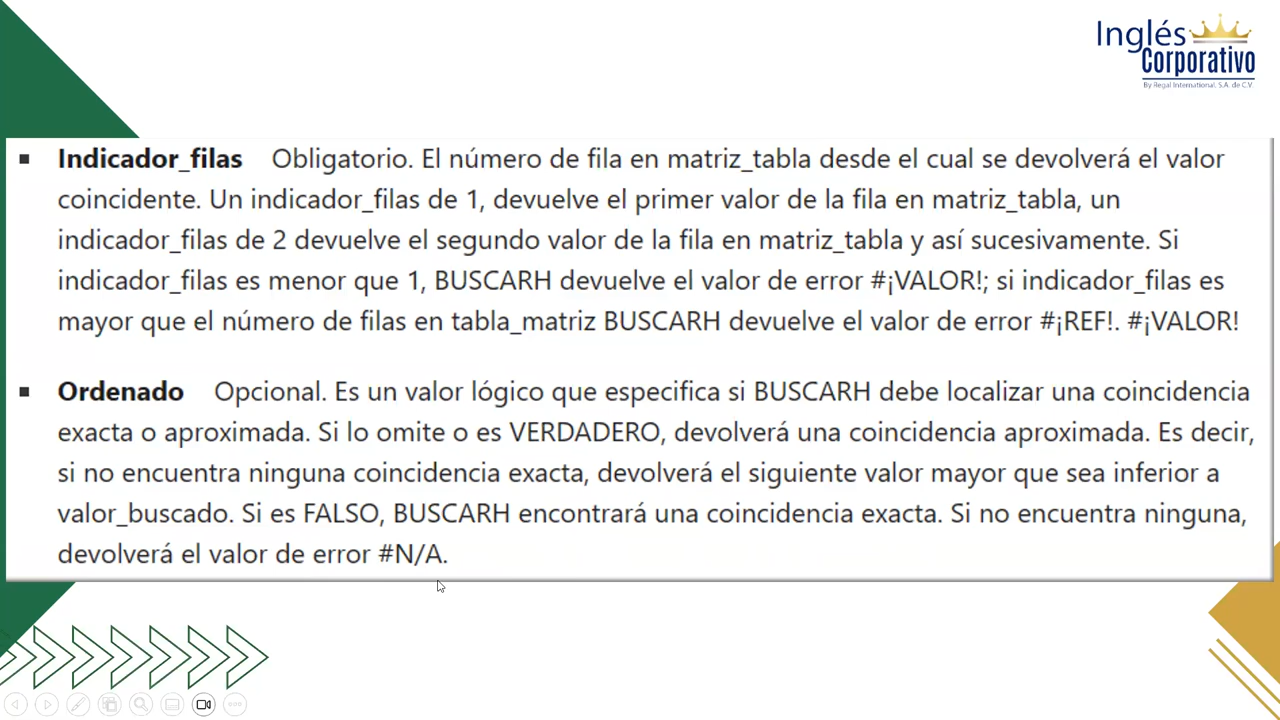 Inglés
Corporativo
By Regal International. S.A. de C.V.
▪ Indicador_filas Obligatorio. El número de fila en matriz_tabla desde el cual se devolverá el valor
coincidente. Un indicador_filas de 1, devuelve el primer valor de la fila en matriz_tabla, un
indicador_filas de 2 devuelve el segundo valor de la fila en matriz_tabla y así sucesivamente. Si
indicador_filas es menor que 1, BUSCARH devuelve el valor de error #¡VALOR!; si indicador_filas es
mayor que el número de filas en tabla_matriz BUSCARH devuelve el valor de error #¡REF!. #¡VALOR!
▪ Ordenado Opcional. Es un valor lógico que especifica si BUSCARH debe localizar una coincidencia
exacta o aproximada. Si lo omite o es VERDADERO, devolverá una coincidencia aproximada. Es decir,
si no encuentra ninguna coincidencia exacta, devolverá el siguiente valor mayor que sea inferior a
valor_buscado. Si es FALSO, BUSCARH encontrará una coincidencia exacta. Si no encuentra ninguna,
devolverá el valor de error #N/A.